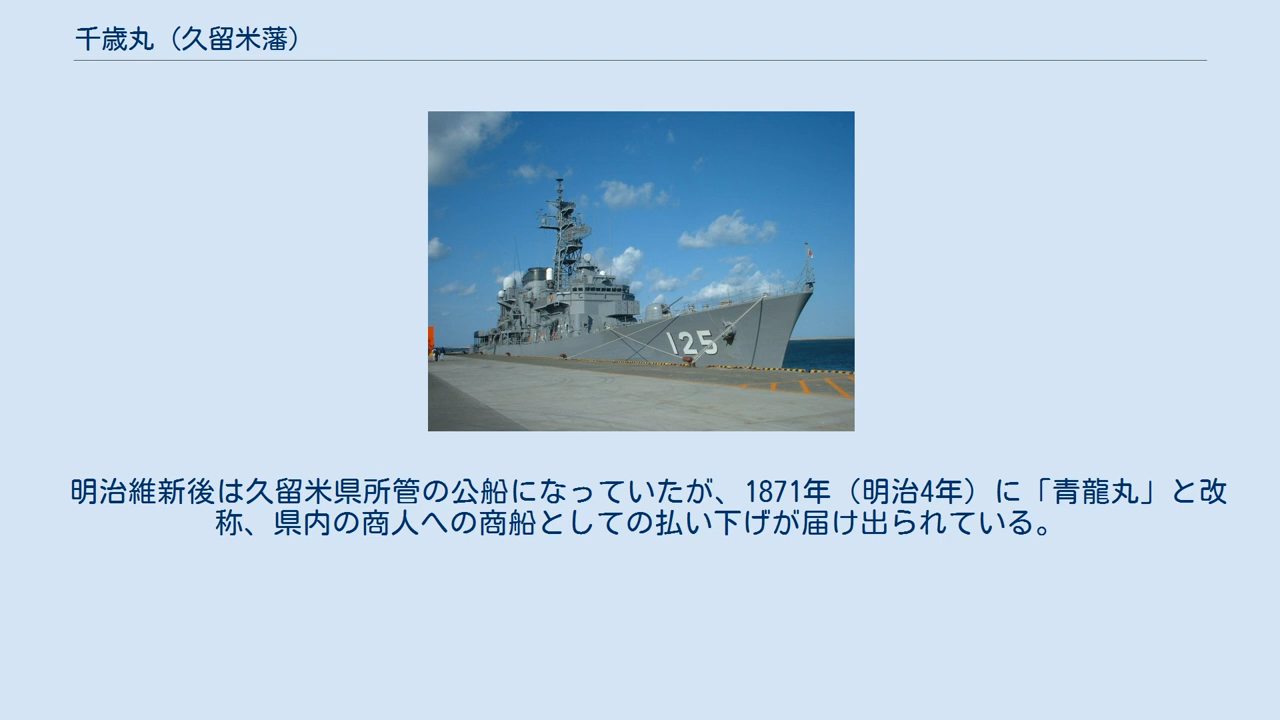 千歳丸（久留米藩）
125
明治維新後は久留米県所管の公船になっていたが、1871年（明治4年）に「青龍丸」と改
称、県内の商人への商船としての払い下げが届け出られている。